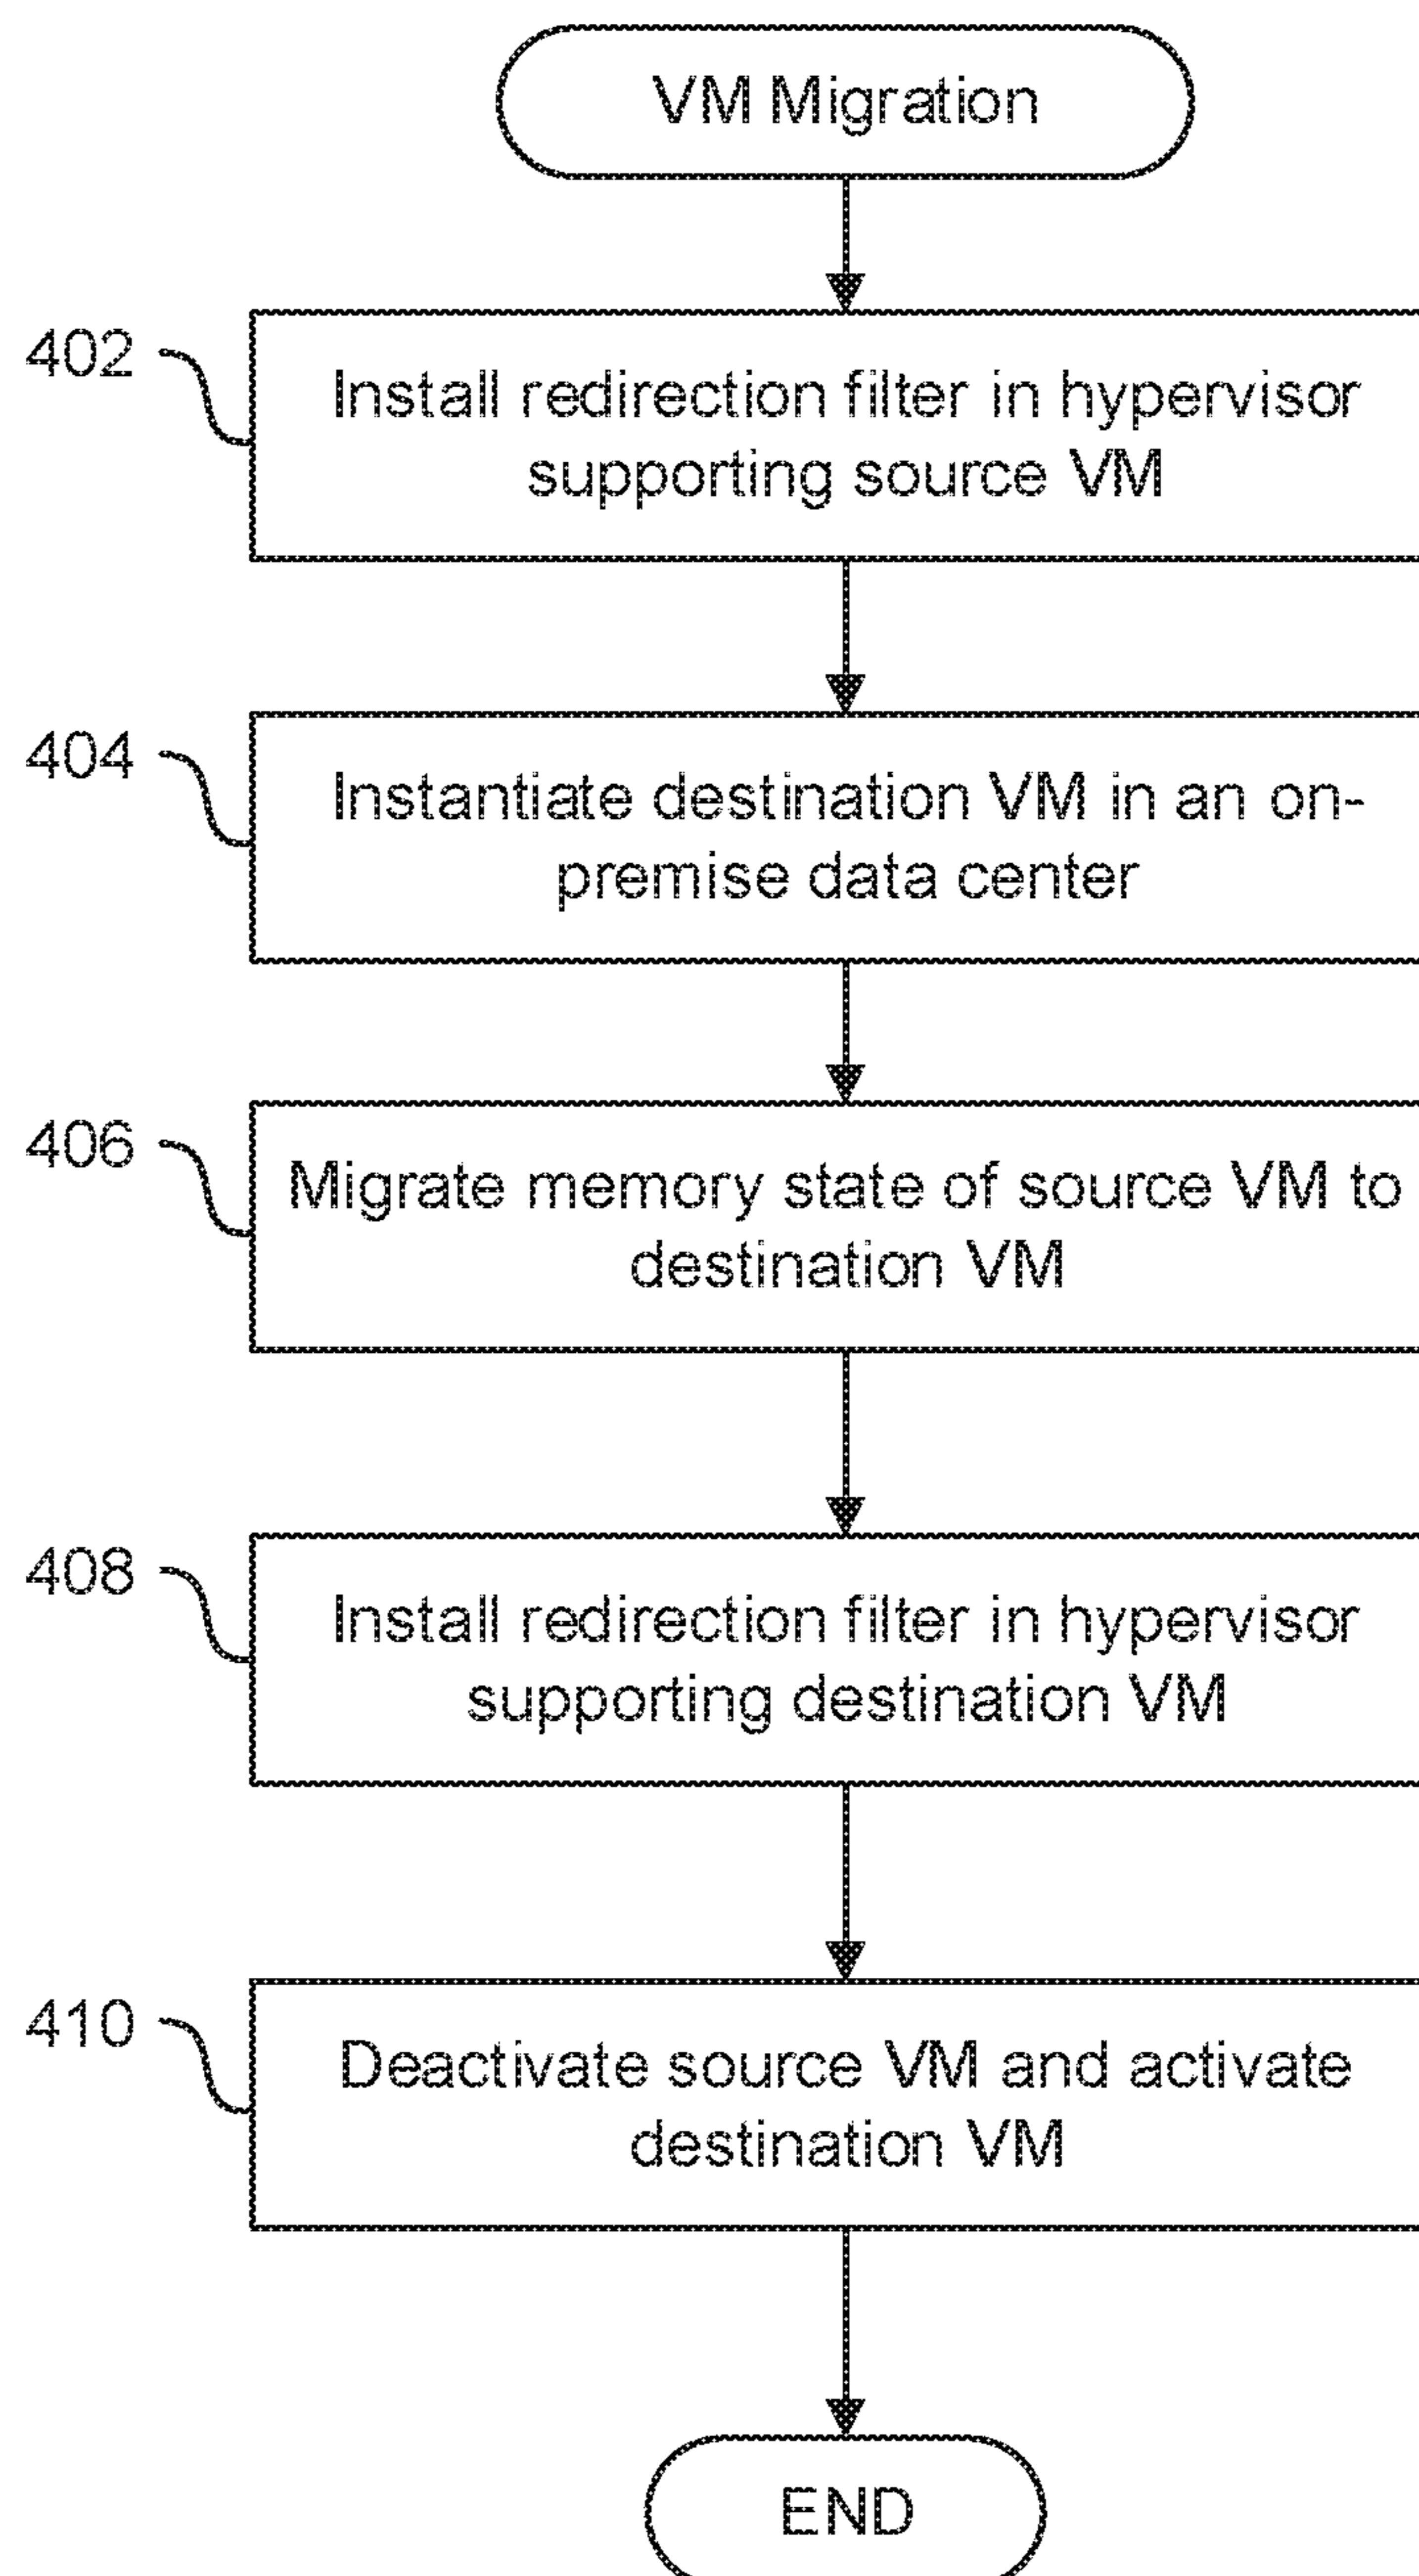 VM Migration
402
Install redirection filter in hypervisor
supporting source VM
404
Instantiate destination VM in an on-
premise data center
406
Migrate memory state of source VM to
destination VM
408
Install redirection filter in hypervisor
supporting destination VM
410
Deactivate source VM and activate
destination VM
END